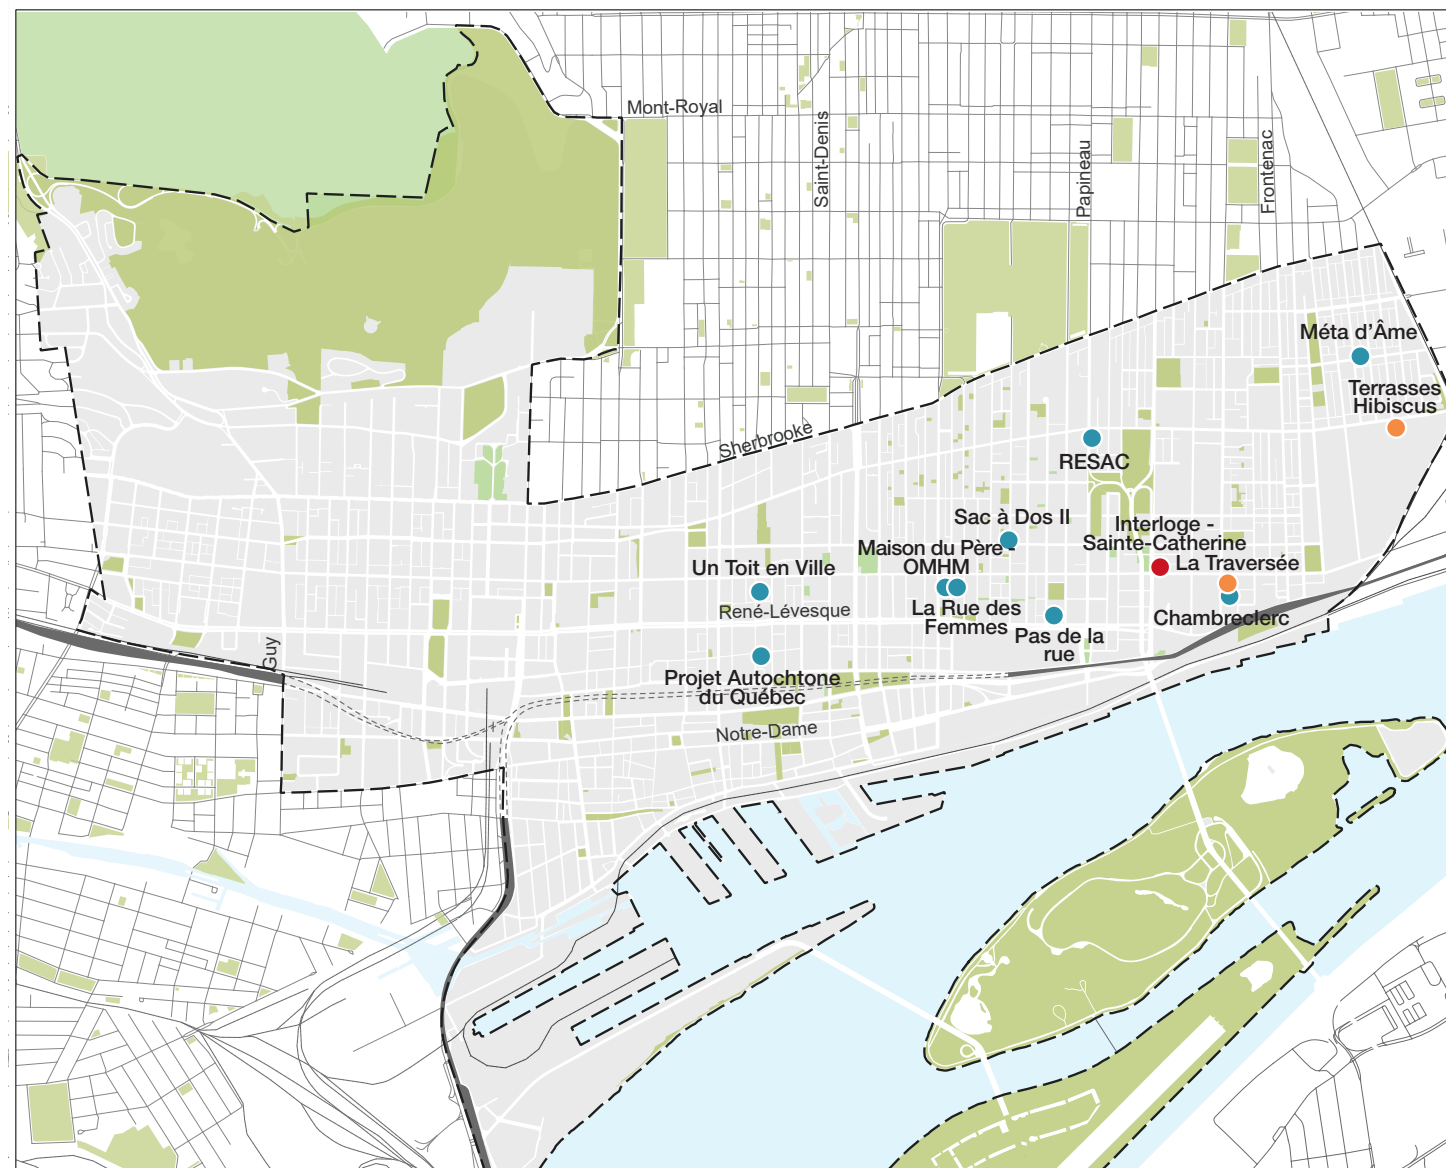 Mont-Royal
Saint-Denis
Papineau
Frontenac
Méta d'Âme
Terrasses
Hibiscus
Sherbrooke
RESAC
Sac à Dos II
Interloge -
Sainte-Catherine
Maison du Père -
OMHM
La Traversée
Un Toit en Ville
René-Lévesque
La Rue des
Femmes
Chambreclerc
Pas de la
rue
Guy
Projet Autochtone
du Québec
Notre-Dame